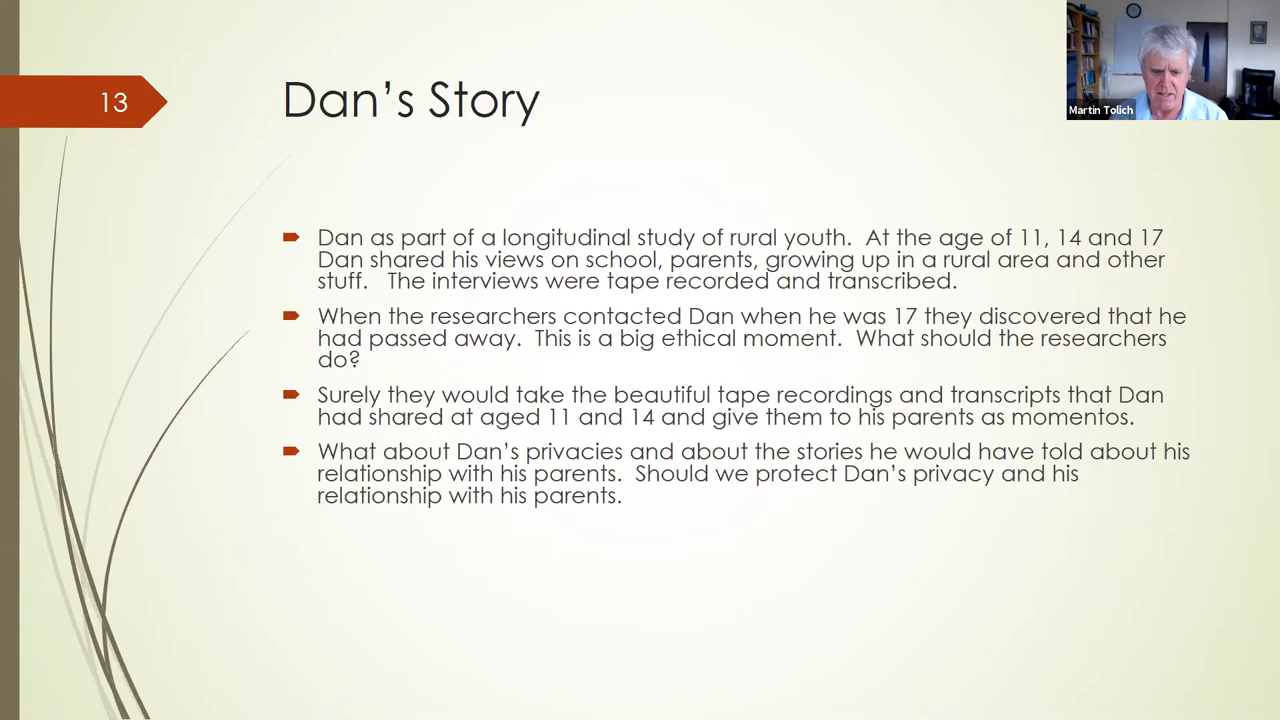 13
Dan's Story
Martin Tolich
Dan as part of a longitudinal study of rural youth.  At the age of 11, 14 and 17
Dan shared his views on school, parents, growing up in a rural area and other
stuff.   The interviews were tape recorded and transcribed.
When the researchers contacted Dan when he was 17 they discovered that he
had passed away.  This is a big ethical moment.  What should the researchers
do?
Surely they would take the beautiful tape recordings and transcripts that Dan
had shared at aged 11 and 14 and give them to his parents as momentos.
What about Dan's privacies and about the stories he would have told about his
relationship with his parents.  Should we protect Dan's privacy and his
relationship with his parents.